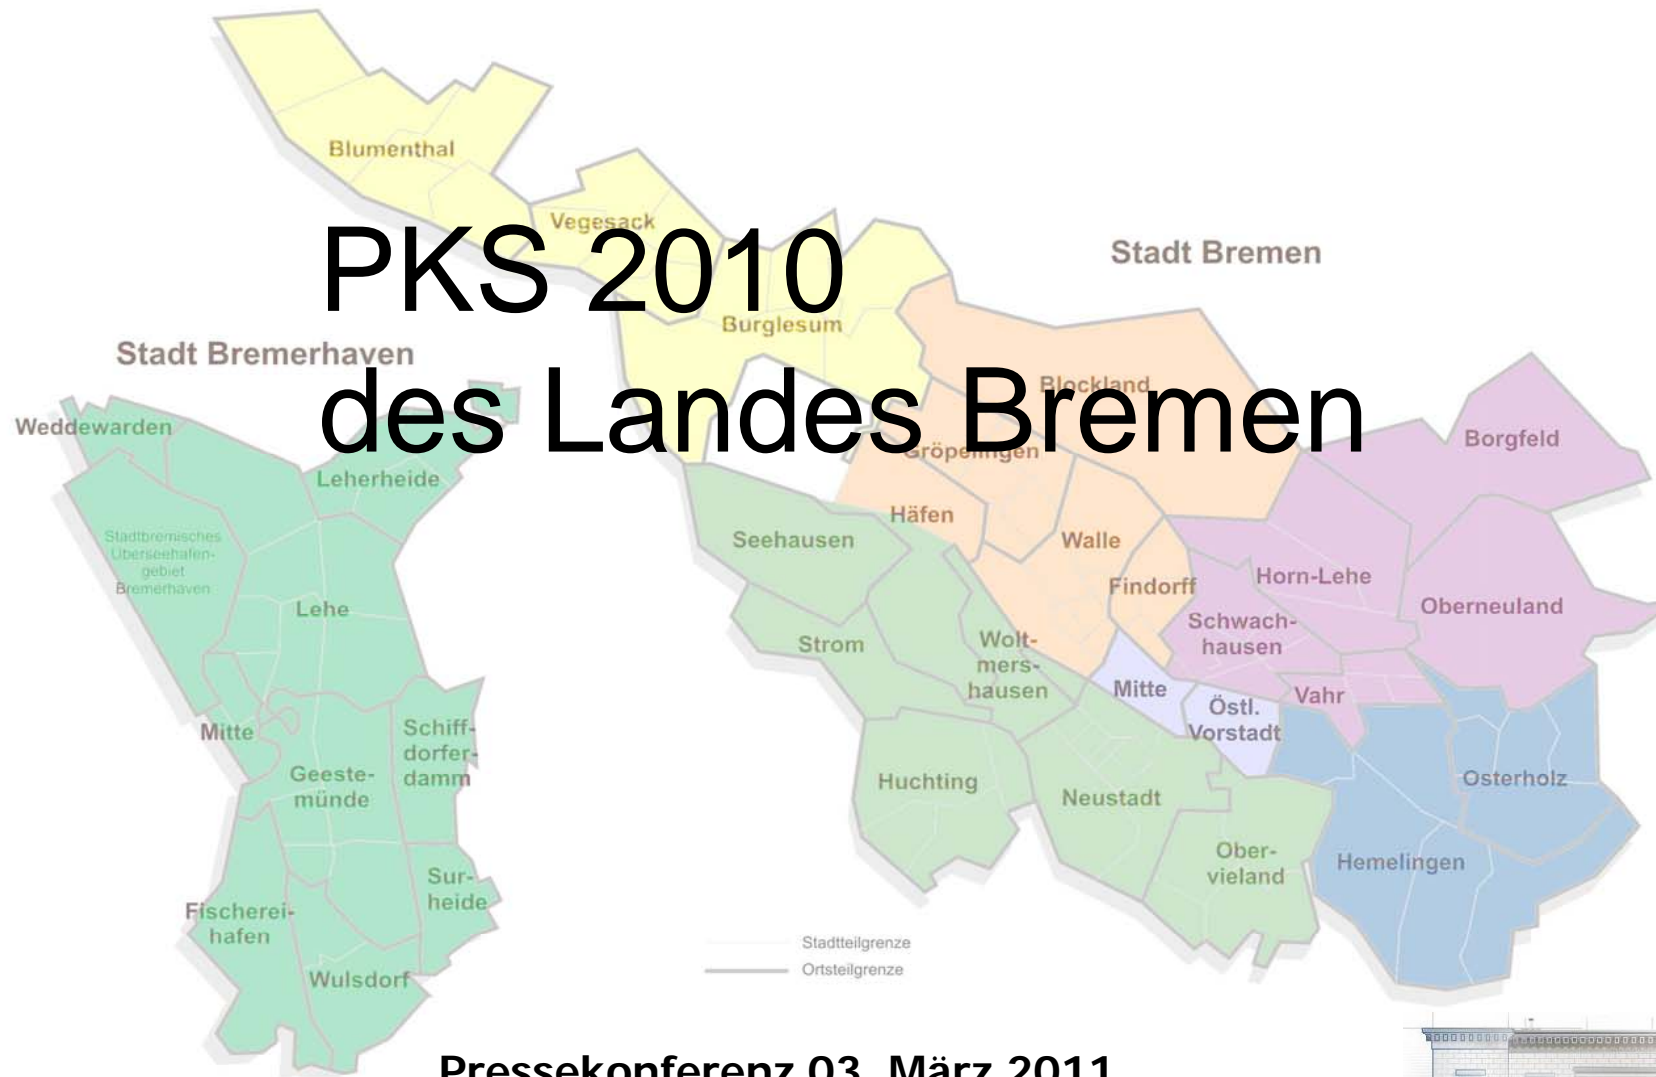 PKS 2010
des Landes Bremen
Stadt Bremerhaven
Stadt Bremen
Blumenthal
Vegesack
Burglesum
Blockland
Gröpelingen
Häfen
Walle
Findorff
Borgfeld
Horn-Lehe
Oberneuland
Schwach-
hausen
Vahr
Mitte
Östl.
Vorstadt
Osterholz
Hemelingen
Seehausen
Strom
Wolt-
mers-
hausen
Huchting
Neustadt
Ober-
vieland
Weddewarden
Leherheide
Stadtbremisches
Überseehafen-
gebiet
Bremerhaven
Lehe
Mitte
Schiff-
dorfer-
damm
Geeste-
münde
Sur-
heide
Fischerei-
hafen
Wulsdorf
Stadtteilgrenze
Ortsteilgrenze
Pressekonferenz 03. März 2011